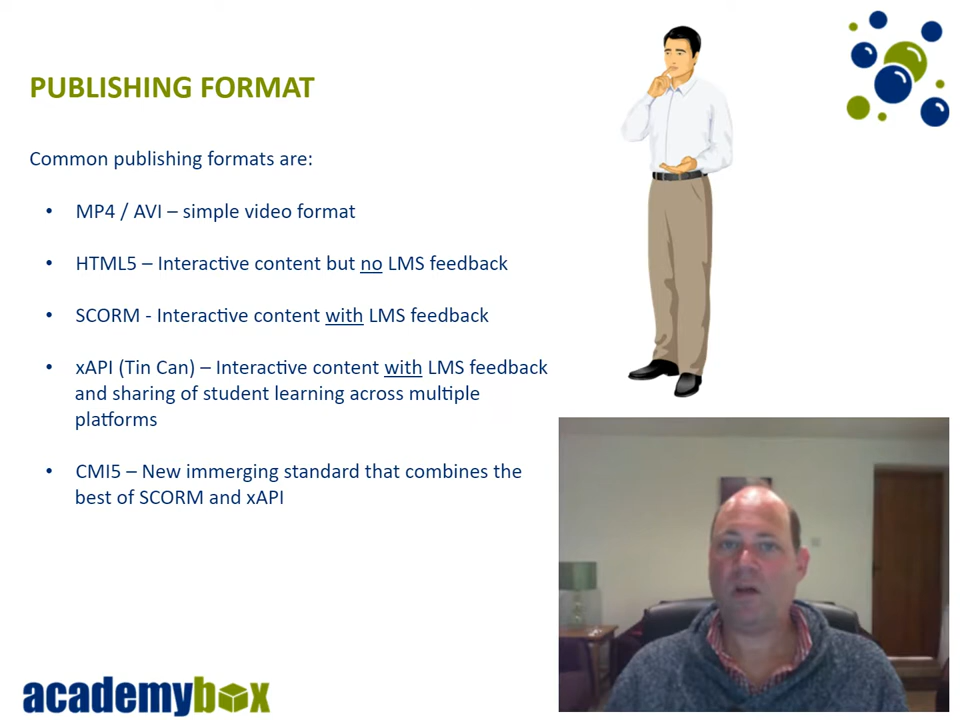 PUBLISHING FORMAT
Common publishing formats are:
• MP4 / AVI – simple video format
• HTML5 – Interactive content but no LMS feedback
• SCORM - Interactive content with LMS feedback
• xAPI (Tin Can) – Interactive content with LMS feedback
and sharing of student learning across multiple
platforms
• CMI5 – New immerging standard that combines the
best of SCORM and xAPI
academybox